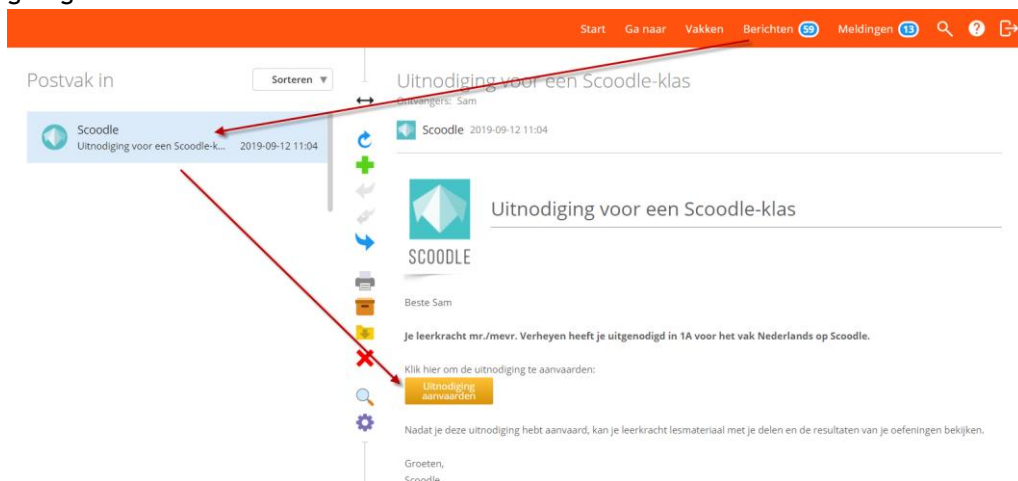 Start Ga naar Vakken Berichten 59 Meldingen 13 ?
Postvak in
Sorteren
Scoodle
Uitnodiging voor een Scoodle-k... 2019-09-12 11:04
Uitnodiging voor een Scoodle-klas
Ontvangers: Sam
Scoodle 2019-09-12 11:04
Uitnodiging voor een Scoodle-klas
SCOODLE
Beste Sam
Je leerkracht mr./mevr. Verheyen heeft je uitgenodigd in 1A voor het vak Nederlands op Scoodle.
Klik hier om de uitnodiging te aanvaarden:
Uitnodiging
aanvaarden
Nadat je deze uitnodiging hebt aanvaard, kan je leerkracht lesmateriaal met je delen en de resultaten van je oefeningen bekijken.
Groeten,
Scoodle